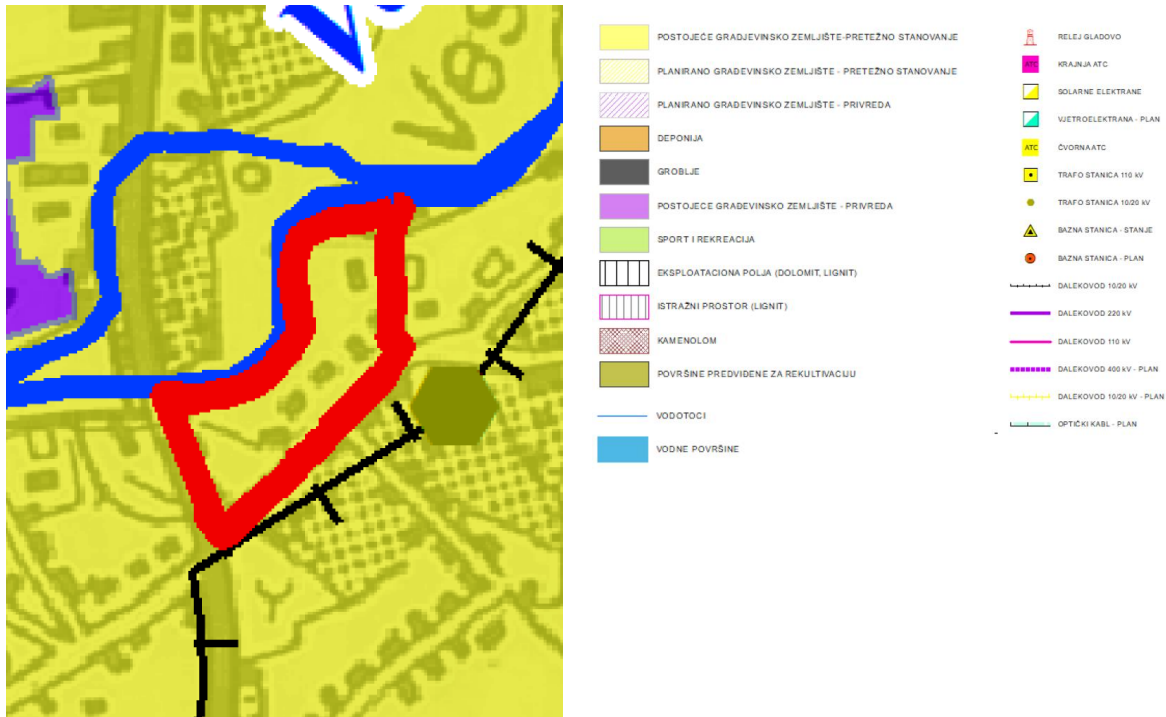 POSTOJEĆE GRADJEVINSKO ZEMLJIŠTE-PRETEŽNO STANOVANJE
PLANIRANO GRAĐEVINSKO ZEMLJIŠTE - PRETEŽNO STANOVANJE
PLANIRANO GRAĐEVINSKO ZEMLJIŠTE - PRIVREDA
DEPONIJA
GROBLJE
POSTOJEĆE GRAĐEVINSKO ZEMLJIŠTE - PRIVREDA
SPORT I REKREACIJA
EKSPLOATACIONA POLJA (DOLOMIT, LIGNIT)
ISTRAŽNI PROSTOR (LIGNIT)
KAMENOLOM
POVRŠINE PREDVIĐENE ZA REKULTIVACIJU
VODOTOCI
VODNE POVRŠINE
RELEJ GLADOVO
ATC KRAJNJA ATC
SOLARNE ELEKTRANE
VJETROELEKTRANA - PLAN
ATC ČVORNA ATC
TRAFO STANICA 110 kV
TRAFO STANICA 10/20 kV
BAZNA STANICA - STANJE
BAZNA STANICA - PLAN
DALEKOVOD 10/20 kV
DALEKOVOD 220 kV
DALEKOVOD 110 kV
DALEKOVOD 400 kV - PLAN
DALEKOVOD 10/20 kV - PLAN
OPTIČKI KABL - PLAN